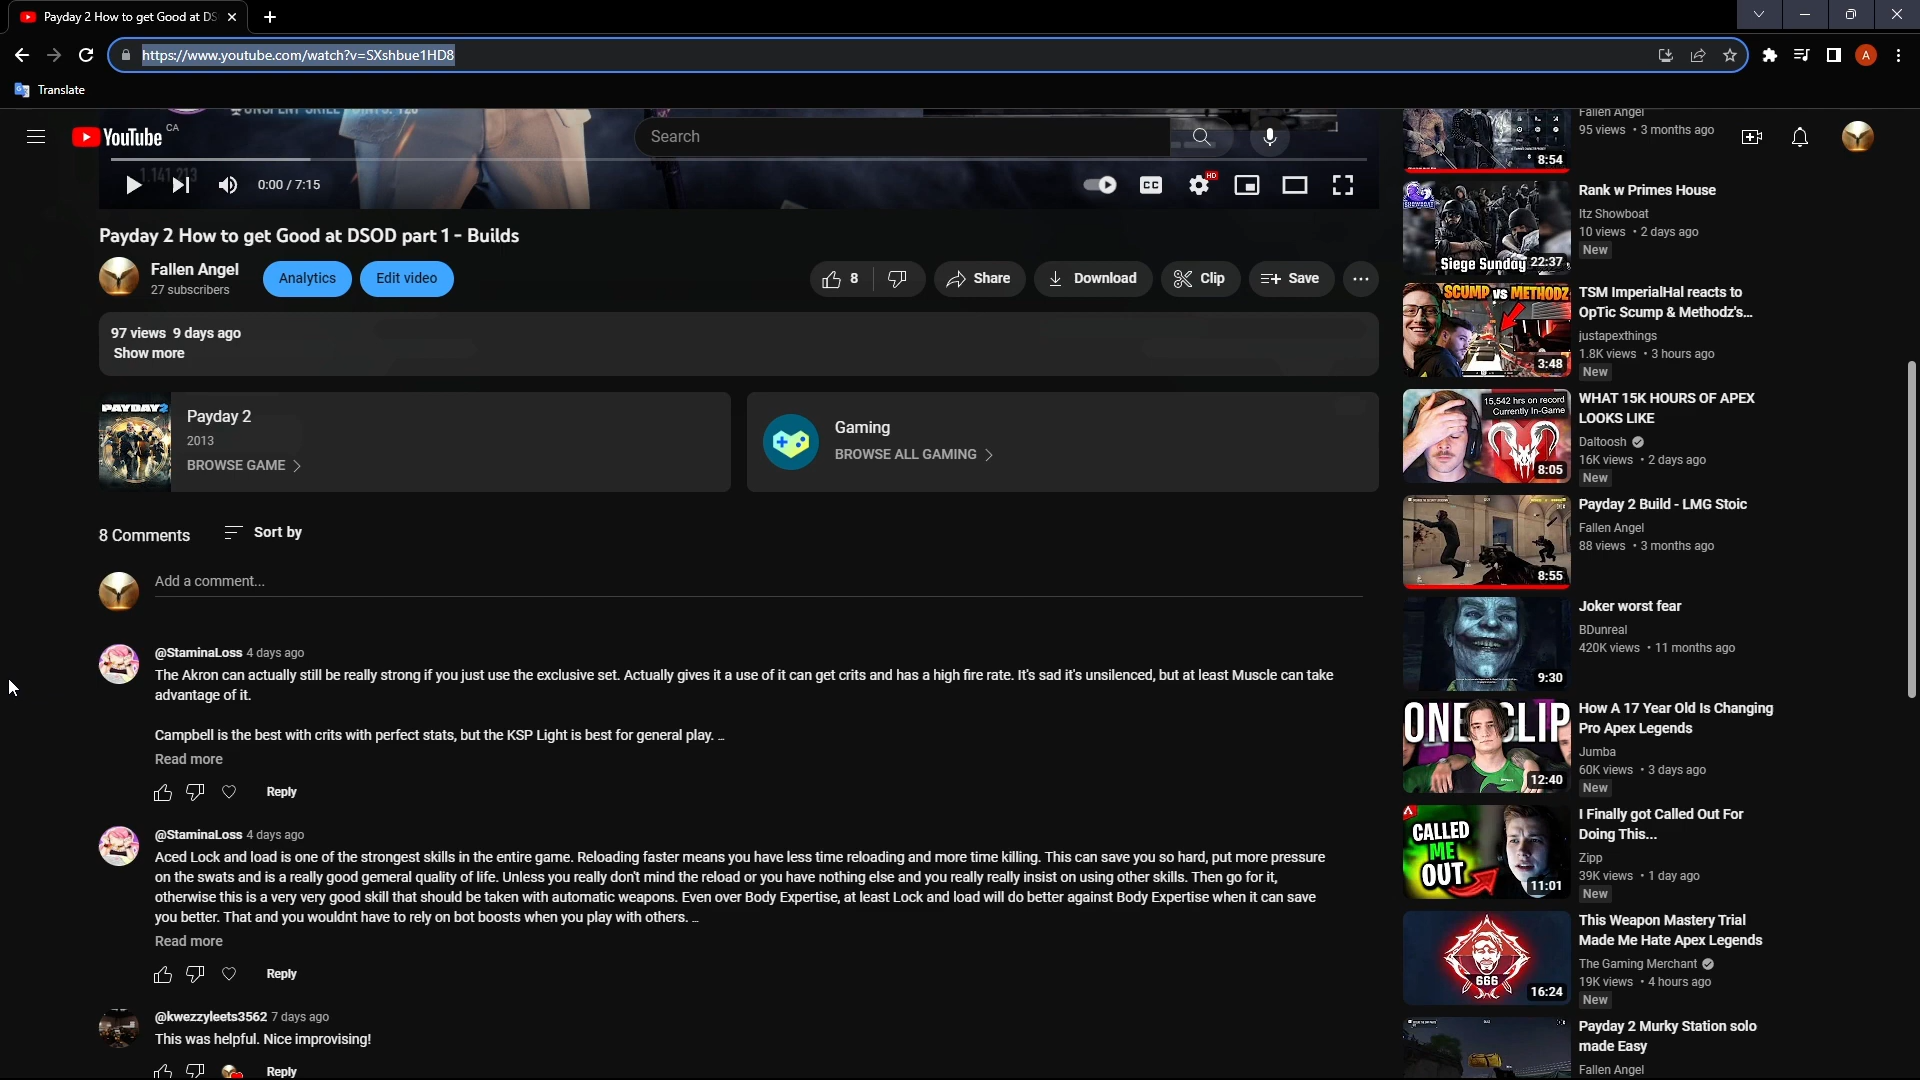 Payday 2 How to get Good at DS
https://www.youtube.com/watch?v=SXshbue1HD8
A
Translate
YouTube CA
Search
0:00 / 7:15
CC
HD
Payday 2 How to get Good at DSOD part 1 - Builds
Fallen Angel
27 subscribers
Analytics
Edit video
8
Share
Download
Clip
Save
97 views 9 days ago
Show more
PAYDAY 2
Payday 2
2013
BROWSE GAME
Gaming
BROWSE ALL GAMING
8 Comments
Sort by
Add a comment...
@StaminaLoss 4 days ago
The Akron can actually still be really strong if you just use the exclusive set. Actually gives it a use of it can get crits and has a high fire rate. It's sad it's unsilenced, but at least Muscle can take
advantage of it.
Campbell is the best with crits with perfect stats, but the KSP Light is best for general play. ...
Read more
Reply
@StaminaLoss 4 days ago
Aced Lock and load is one of the strongest skills in the entire game. Reloading faster means you have less time reloading and more time killing. This can save you so hard, put more pressure
on the swats and is a really good gemeral quality of life. Unless you really don't mind the reload or you have nothing else and you really really insist on using other skills. Then go for it,
otherwise this is a very very good skill that should be taken with automatic weapons. Even over Body Expertise, at least Lock and load will do better against Body Expertise when it can save
you better. That and you wouldnt have to rely on bot boosts when you play with others. ...
Read more
Reply
@kwezzyleets3562 7 days ago
This was helpful. Nice improvising!
Reply
Fallen Angel
95 views • 3 months ago
8:54
SHOWBOAT
Siege Sunday
22:37
Rank w Primes House
Itz Showboat
10 views • 2 days ago
New
SCUMP VS METHODZ
3:48
TSM ImperialHal reacts to
OpTic Scump & Methodz's...
justapexthings
1.8K views • 3 hours ago
New
15,542 hrs on record
Currently In-Game
8:05
WHAT 15K HOURS OF APEX
LOOKS LIKE
Daltoosh
16K views • 2 days ago
New
8:55
Payday 2 Build - LMG Stoic
Fallen Angel
88 views • 3 months ago
9:30
Joker worst fear
BDunreal
420K views • 11 months ago
ONE CLIP
12:40
How A 17 Year Old Is Changing
Pro Apex Legends
Jumba
60K views • 3 days ago
New
CALLED
ME
OUT
11:01
I Finally got Called Out For
Doing This...
Zipp
39K views • 1 day ago
New
666
16:24
This Weapon Mastery Trial
Made Me Hate Apex Legends
The Gaming Merchant
19K views • 4 hours ago
New
Payday 2 Murky Station solo
made Easy
Fallen Angel